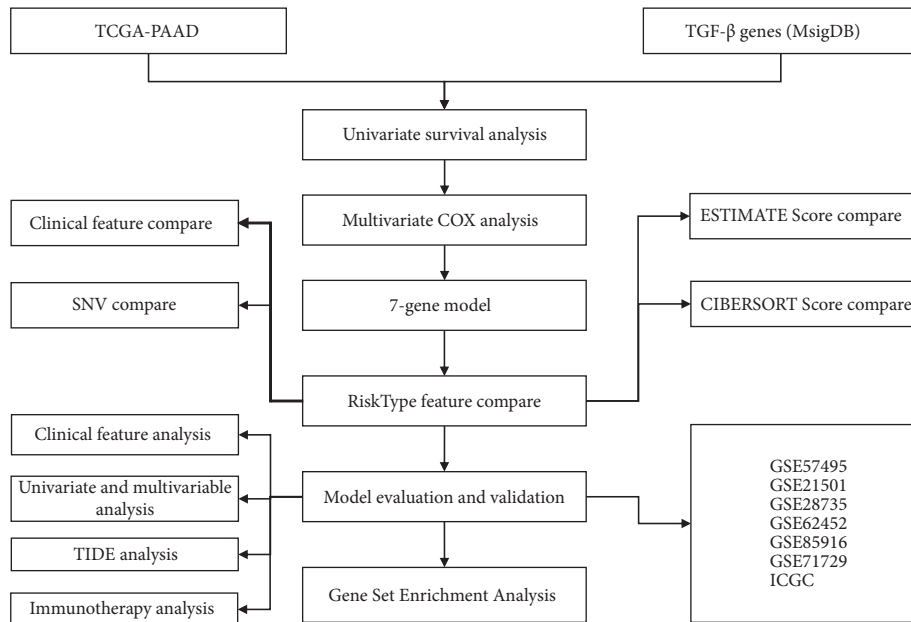 TCGA-PAAD
TGF-β genes (MsigDB)
Univariate survival analysis
Multivariate COX analysis
7-gene model
RiskType feature compare
Clinical feature compare
SNV compare
ESTIMATE Score compare
CIBERSORT Score compare
Clinical feature analysis
Univariate and multivariable
analysis
TIDE analysis
Immunotherapy analysis
Model evaluation and validation
Gene Set Enrichment Analysis
GSE57495
GSE21501
GSE28735
GSE62452
GSE85916
GSE71729
ICGC